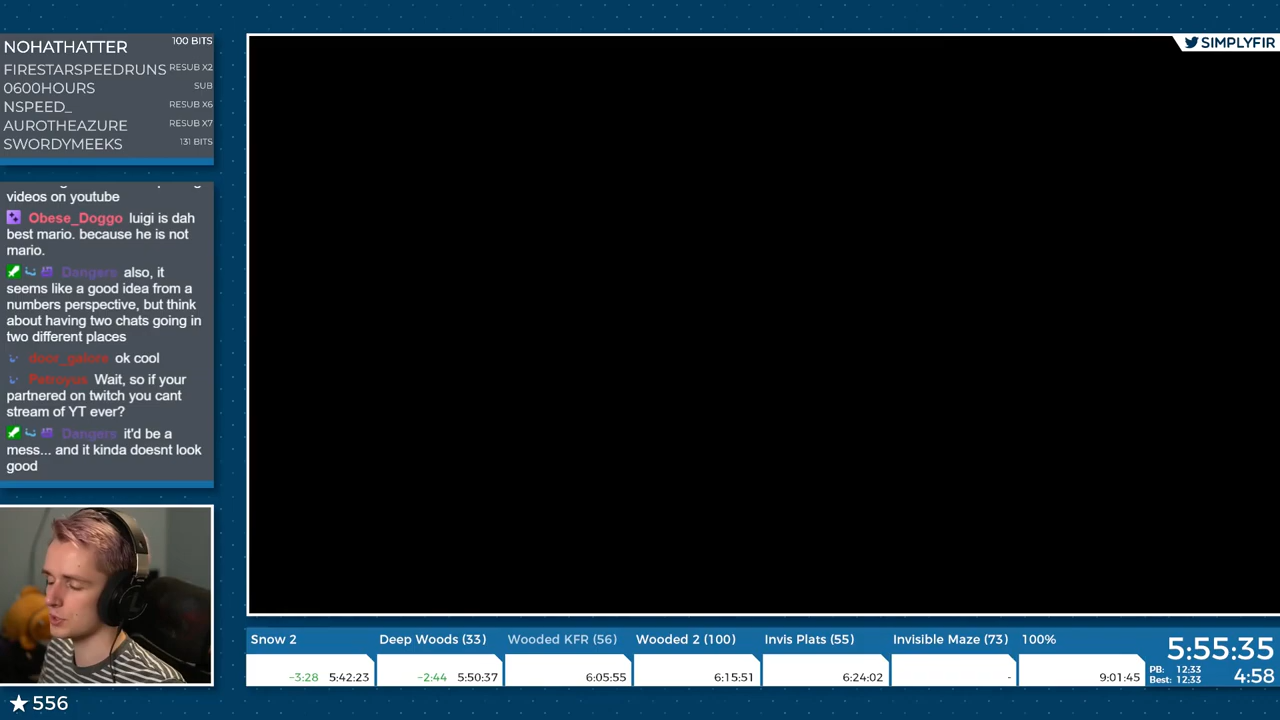 NOHATHATTER 100 BITS
FIRESTARSPEEDRUNS RESUB X2
0600HOURS SUB
NSPEED_ RESUB X6
AUROTHEAZURE RESUB X7
SWORDYMEEKS 131 BITS
videos on youtube
Obese_Doggo luigi is dah
best mario. because he is not
mario.
Dangers also, it
seems like a good idea from a
numbers perspective, but think
about having two chats going in
two different places
door_galore ok cool
Petroyus Wait, so if your
partnered on twitch you cant
stream of YT ever?
Dangers it'd be a
mess... and it kinda doesnt look
good
★ 556
SIMPLYFIR
Snow 2
-3:28 5:42:23
Deep Woods (33)
-2:44 5:50:37
Wooded KFR (56)
6:05:55
Wooded 2 (100)
6:15:51
Invis Plats (55)
6:24:02
Invisible Maze (73)
-
100%
9:01:45
5:55:35
PB: 12:33
Best: 12:33
4:58